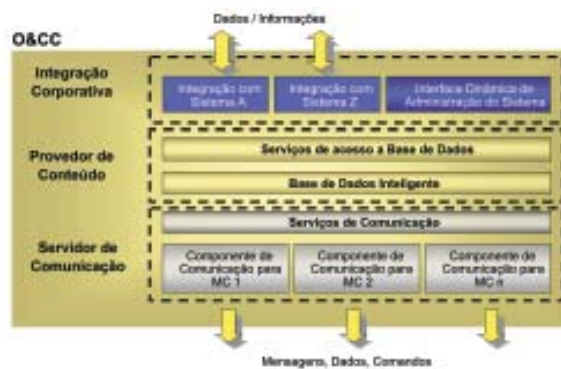 Dados / Informações
O&CC
Integração
Corporativa
Integração com
Sistema A
Integração com
Sistema Z
Interface Dinâmica de
Administração do Sistema
Provedor de
Conteúdo
Serviços de acesso a Base de Dados
Base de Dados Inteligente
Servidor de
Comunicação
Serviços de Comunicação
Componente de
Comunicação para
MC 1
Componente de
Comunicação para
MC 2
Componente de
Comunicação para
MC n
Mensagens, Dados, Comandos